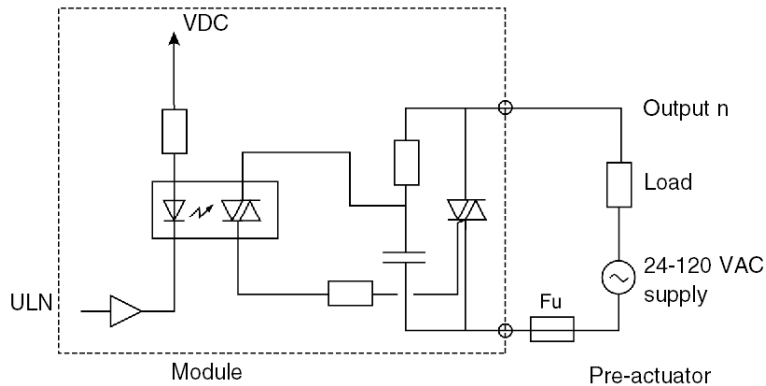 VDC
Output n
Load
24-120 VAC
supply
ULN
Fu
Module
Pre-actuator